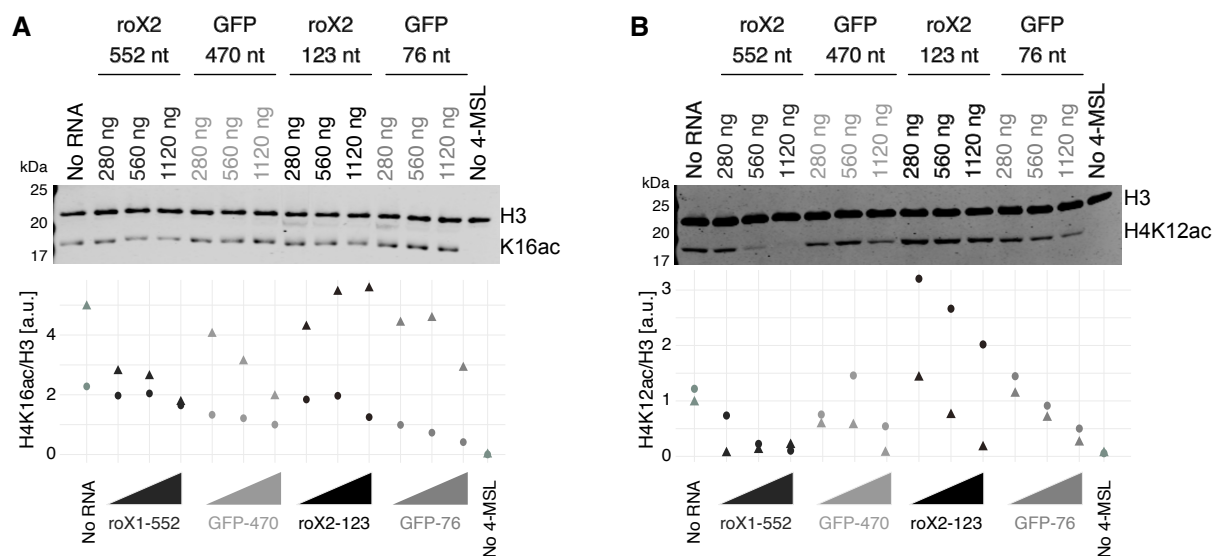 A
roX2 GFP roX2 GFP
552 nt 470 nt 123 nt 76 nt
No RNA 280 ng 560 ng 1120 ng 280 ng 560 ng 1120 ng 280 ng 560 ng 1120 ng 280 ng 560 ng 1120 ng No 4-MSL
kDa
25
20
17
H3
K16ac
H4K16ac/H3 [a.u.]
4
2
0
No RNA roX1-552 GFP-470 roX2-123 GFP-76 No 4-MSL
B
roX2 GFP roX2 GFP
552 nt 470 nt 123 nt 76 nt
No RNA 280 ng 560 ng 1120 ng 280 ng 560 ng 1120 ng 280 ng 560 ng 1120 ng 280 ng 560 ng 1120 ng No 4-MSL
kDa
25
20
17
H3
H4K12ac
H4K12ac/H3 [a.u.]
3
2
1
0
No RNA roX1-552 GFP-470 roX2-123 GFP-76 No 4-MSL